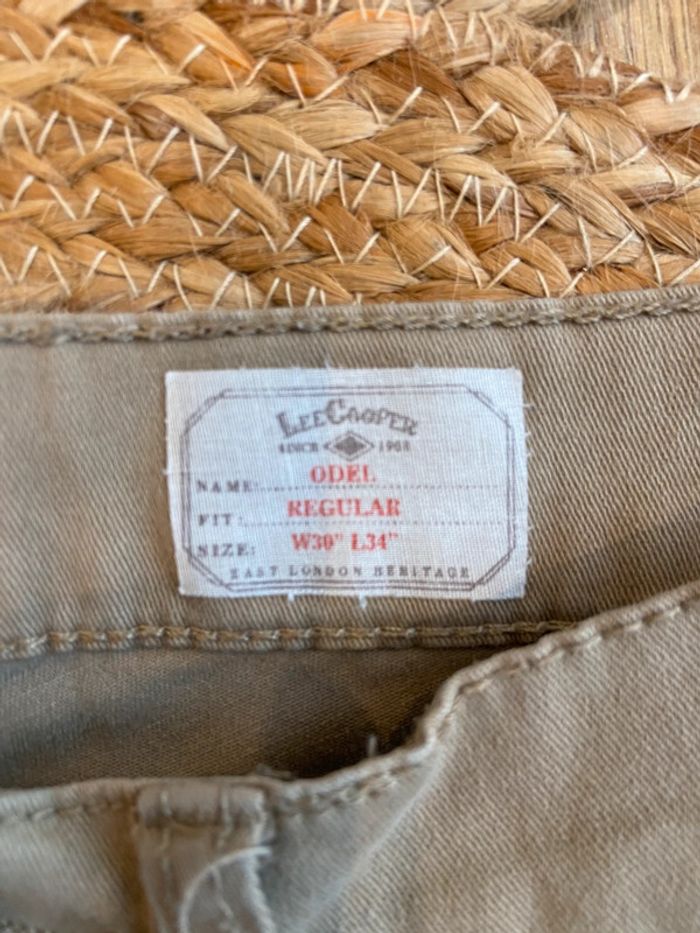 LEE COOPER
SINCE 1908
NAME: ODEL
FIT: REGULAR
SIZE: W30" L34"
EAST LONDON HERITAGE